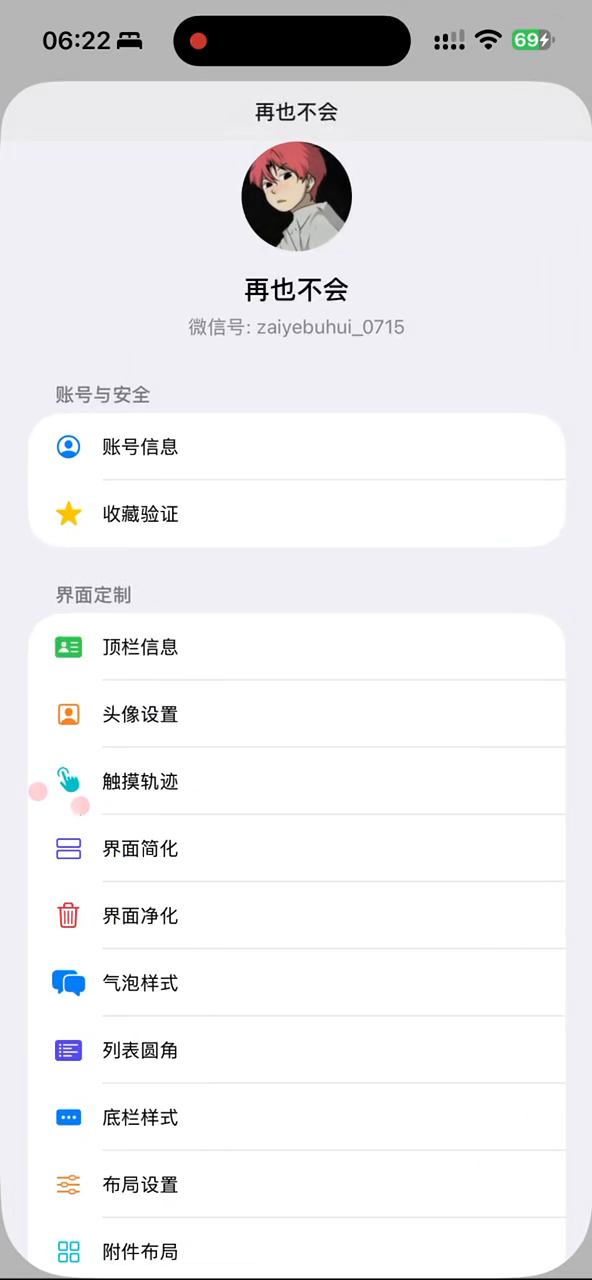 06:22
69
再也不会
再也不会
微信号: zaiyebuhui_0715
账号与安全
账号信息
收藏验证
界面定制
顶栏信息
头像设置
触摸轨迹
界面简化
界面净化
气泡样式
列表圆角
底栏样式
布局设置
附件布局